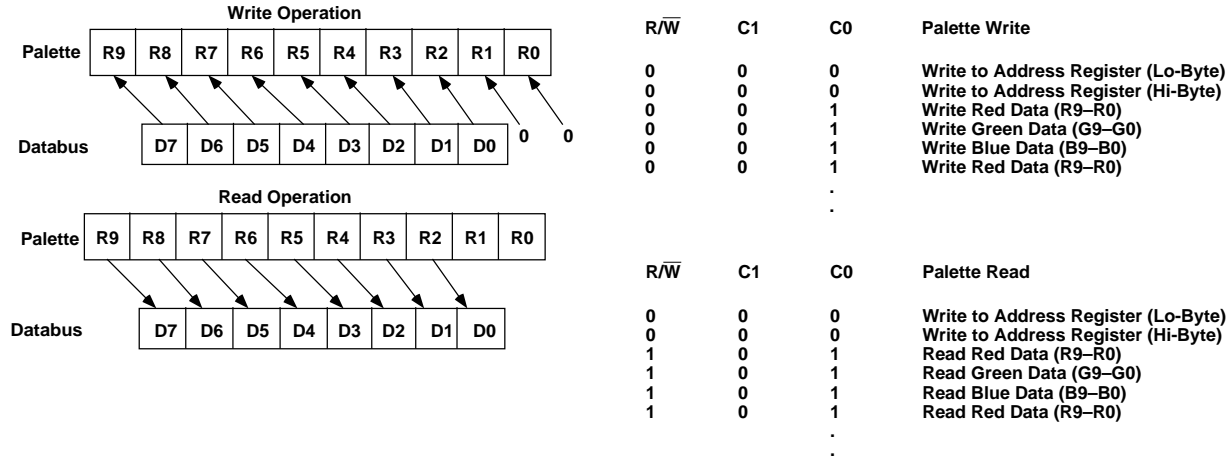 Write Operation
Palette R9 R8 R7 R6 R5 R4 R3 R2 R1 R0
Databus D7 D6 D5 D4 D3 D2 D1 D0 0 0
Read Operation
Palette R9 R8 R7 R6 R5 R4 R3 R2 R1 R0
Databus D7 D6 D5 D4 D3 D2 D1 D0
R/W̅ C1 C0 Palette Write
0 0 0 Write to Address Register (Lo-Byte)
0 0 0 Write to Address Register (Hi-Byte)
0 0 1 Write Red Data (R9–R0)
0 0 1 Write Green Data (G9–G0)
0 0 1 Write Blue Data (B9–B0)
0 0 1 Write Red Data (R9–R0)
.
.
R/W̅ C1 C0 Palette Read
0 0 0 Write to Address Register (Lo-Byte)
0 0 0 Write to Address Register (Hi-Byte)
1 0 1 Read Red Data (R9–R0)
1 0 1 Read Green Data (G9–G0)
1 0 1 Read Blue Data (B9–B0)
1 0 1 Read Red Data (R9–R0)
.
.